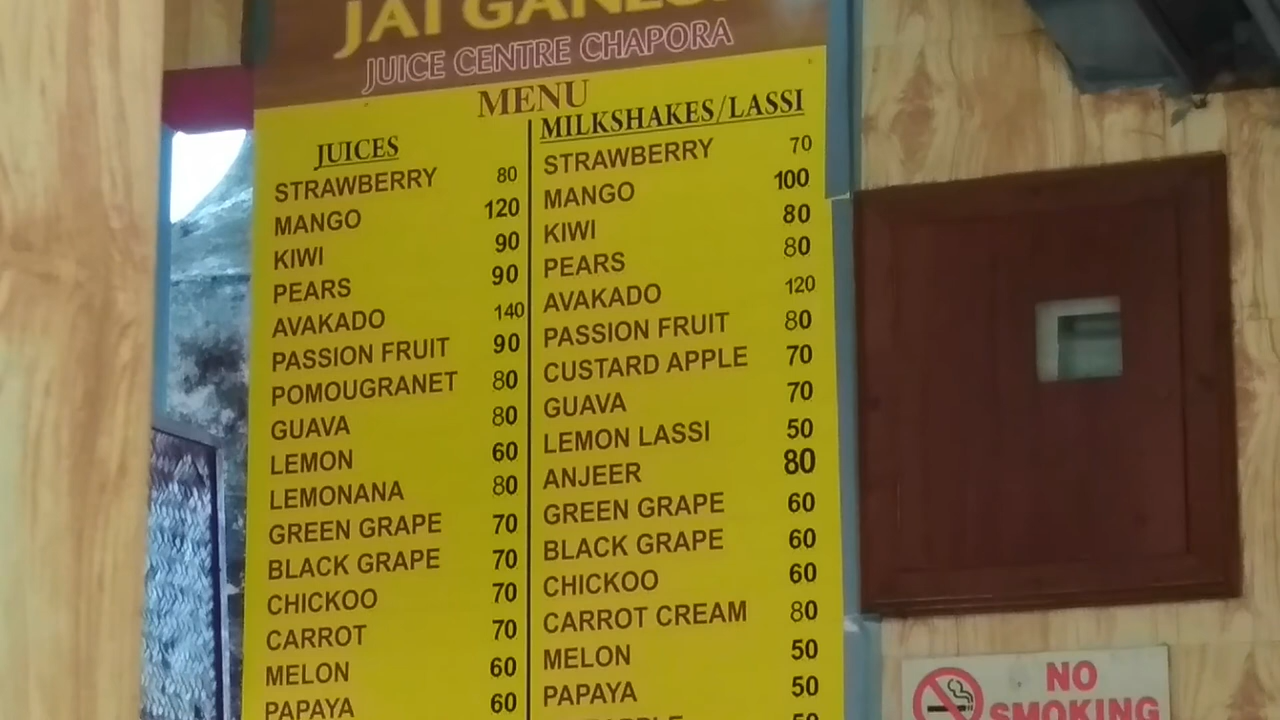 JAI
JUICE CENTRE CHAPORA
MENU
JUICES
STRAWBERRY 80
MANGO 120
KIWI 90
PEARS 90
AVAKADO 140
PASSION FRUIT 90
POMOUGRANET 80
GUAVA 80
LEMON 60
LEMONANA 80
GREEN GRAPE 70
BLACK GRAPE 70
CHICKOO 70
CARROT 70
MELON 60
PAPAYA 60
MILKSHAKES/LASSI
STRAWBERRY 70
MANGO 100
KIWI 80
PEARS 80
AVAKADO 120
PASSION FRUIT 80
CUSTARD APPLE 70
GUAVA 70
LEMON LASSI 50
ANJEER 80
GREEN GRAPE 60
BLACK GRAPE 60
CHICKOO 60
CARROT CREAM 80
MELON 50
PAPAYA 50
NO
SMOKING